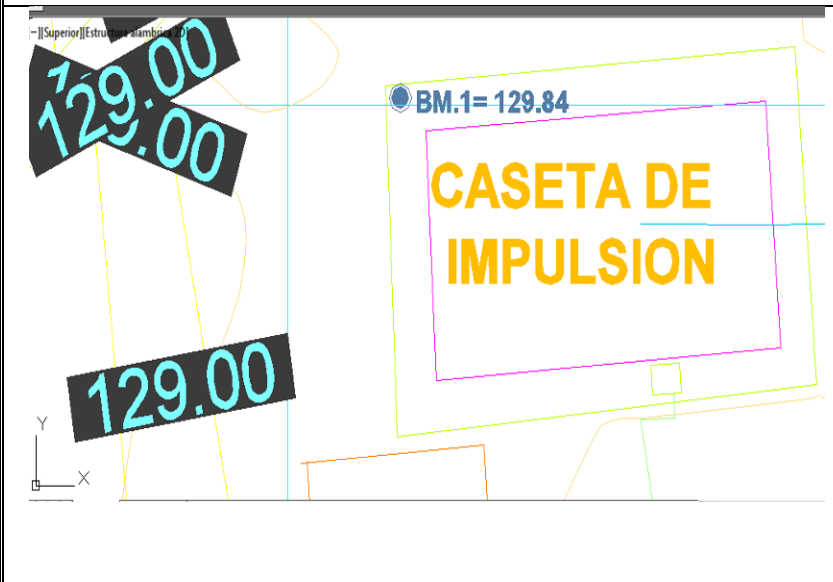 −][Superior][Estructura alámbrica 2D]
129.00
129.00
BM.1= 129.84
CASETA DE
IMPULSION
129.00
Y
X